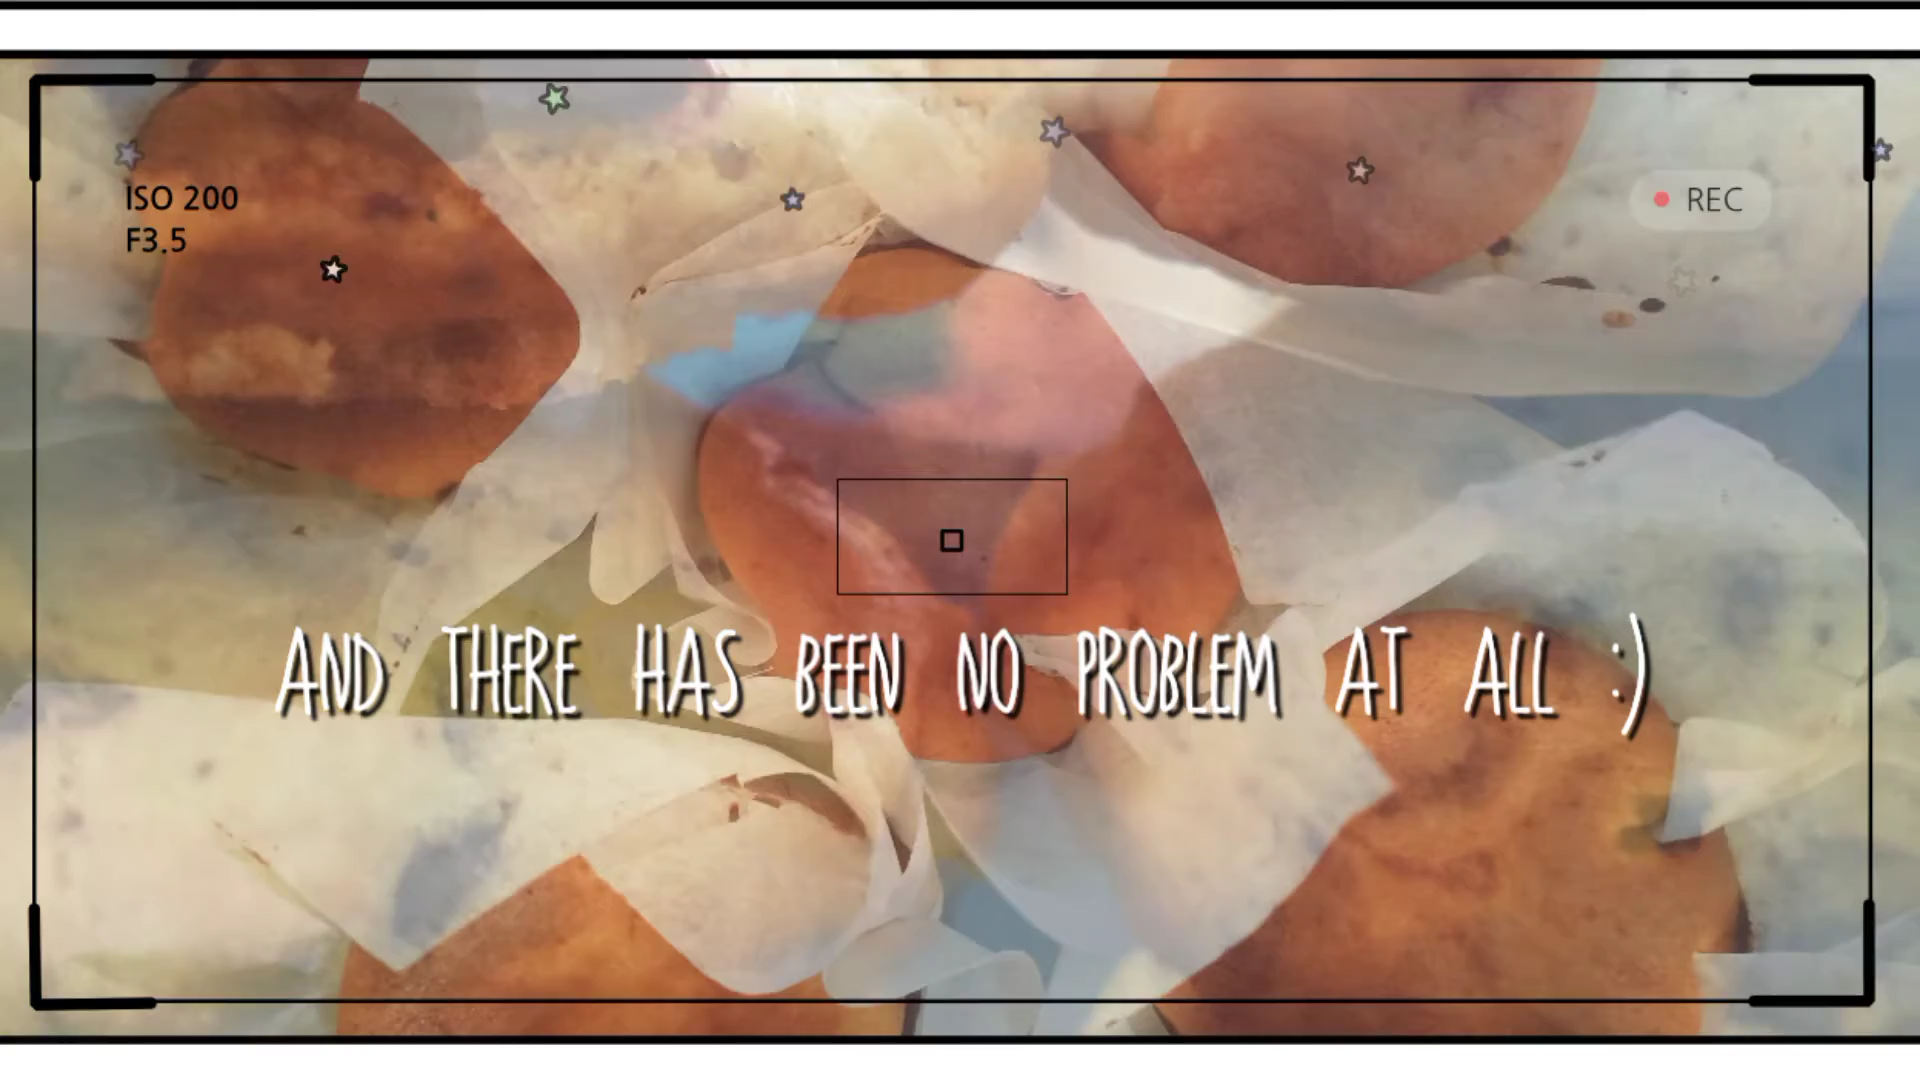 ISO 200
F3.5
REC
AND THERE HAS BEEN NO PROBLEM AT ALL :)